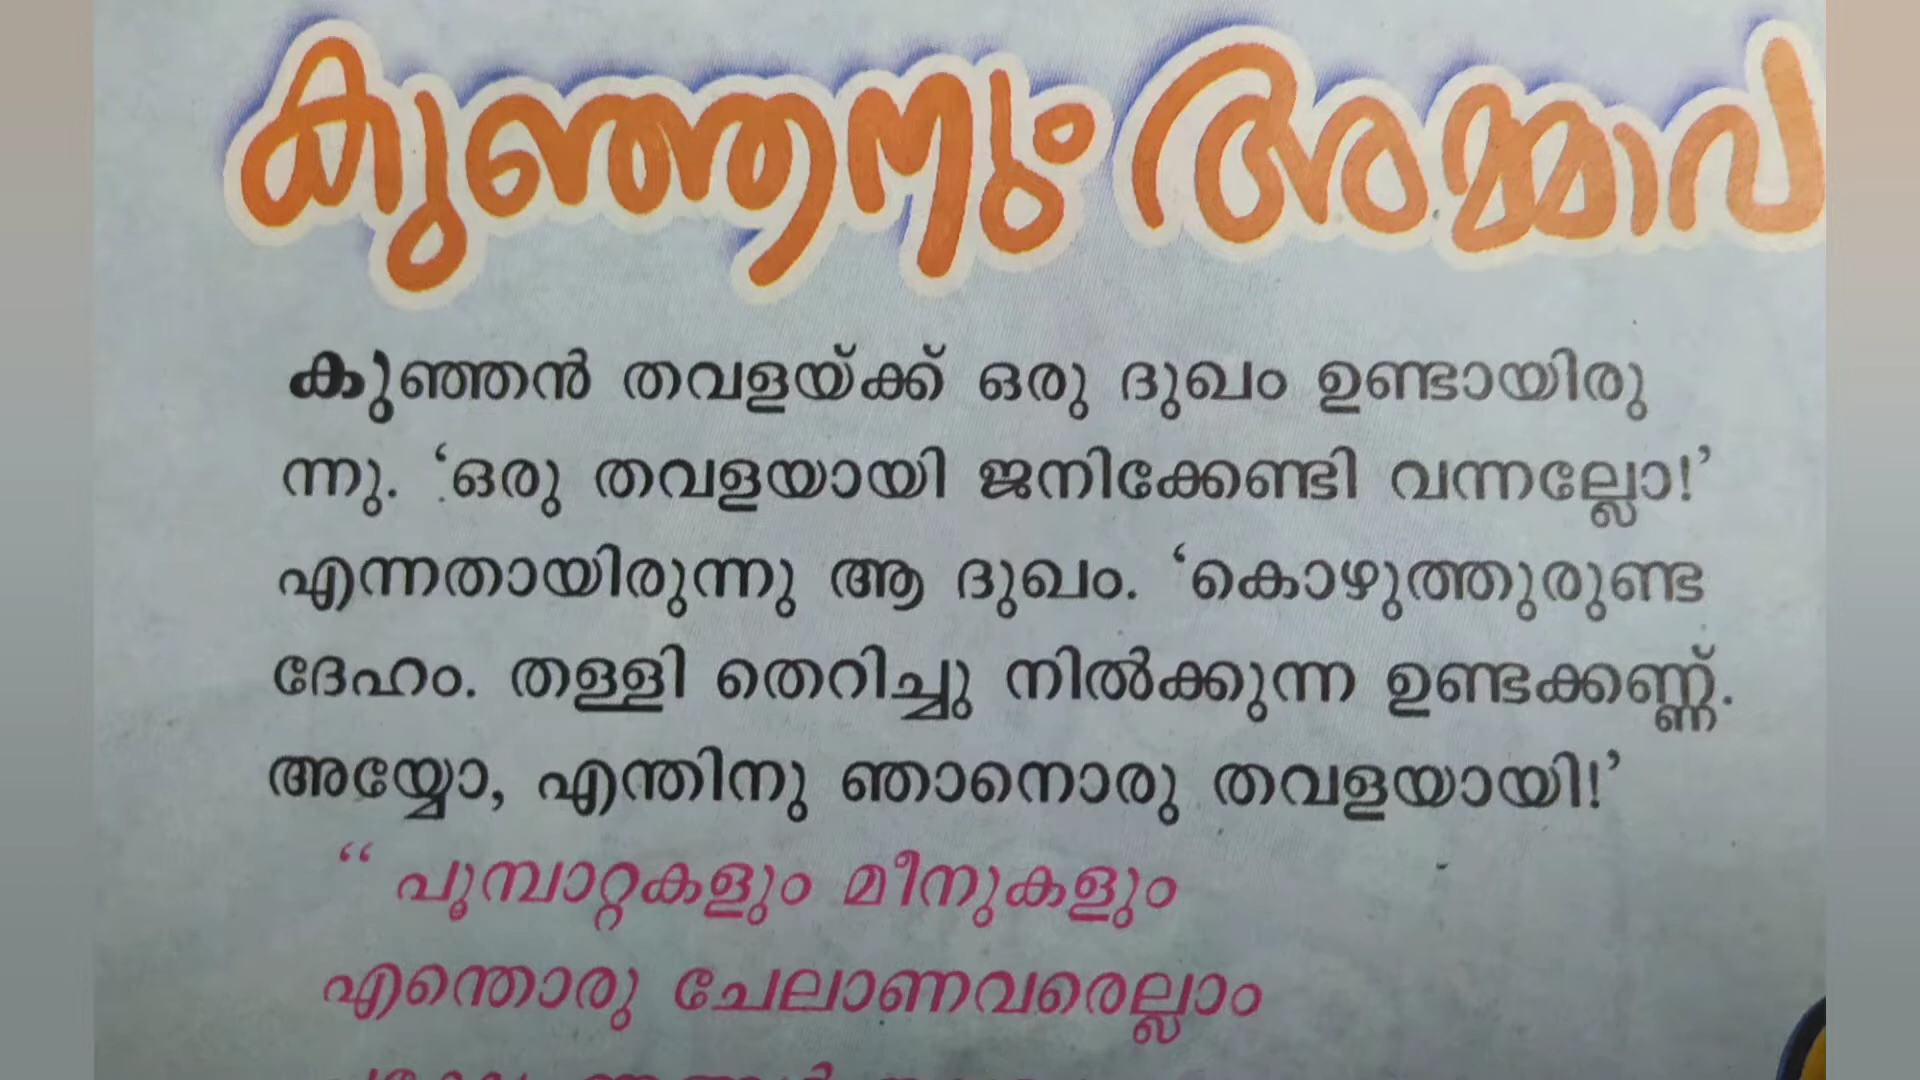 കുഞ്ഞനും അമ്മാവ
കുഞ്ഞൻ തവളയ്ക്ക് ഒരു ദുഖം ഉണ്ടായിരു
ന്നു. ‘ഒരു തവളയായി ജനിക്കേണ്ടി വന്നല്ലോ!’
എന്നതായിരുന്നു ആ ദുഖം. ‘കൊഴുത്തുരുണ്ട
ദേഹം. തള്ളി തെറിച്ചു നിൽക്കുന്ന ഉണ്ടക്കണ്ണ്.
അയ്യോ, എന്തിനു ഞാനൊരു തവളയായി!’
“ പൂമ്പാറ്റകളും മീനുകളും
എന്തൊരു ചേലാണവരെല്ലാം